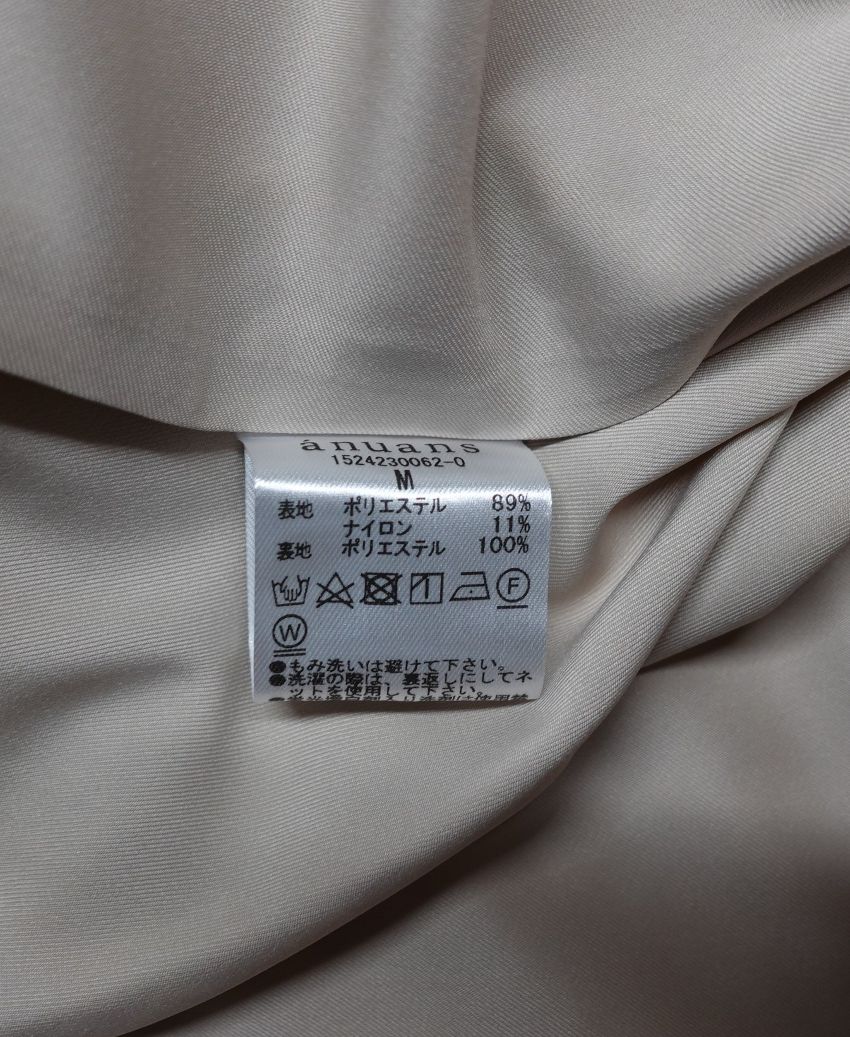 ánuans
1524230062-0
M
表地 ポリエステル 89%
ナイロン 11%
裏地 ポリエステル 100%
F
W
●もみ洗いは避けて下さい。
●洗濯の際は、裏返しにしてネ
ットを使用して下さい。